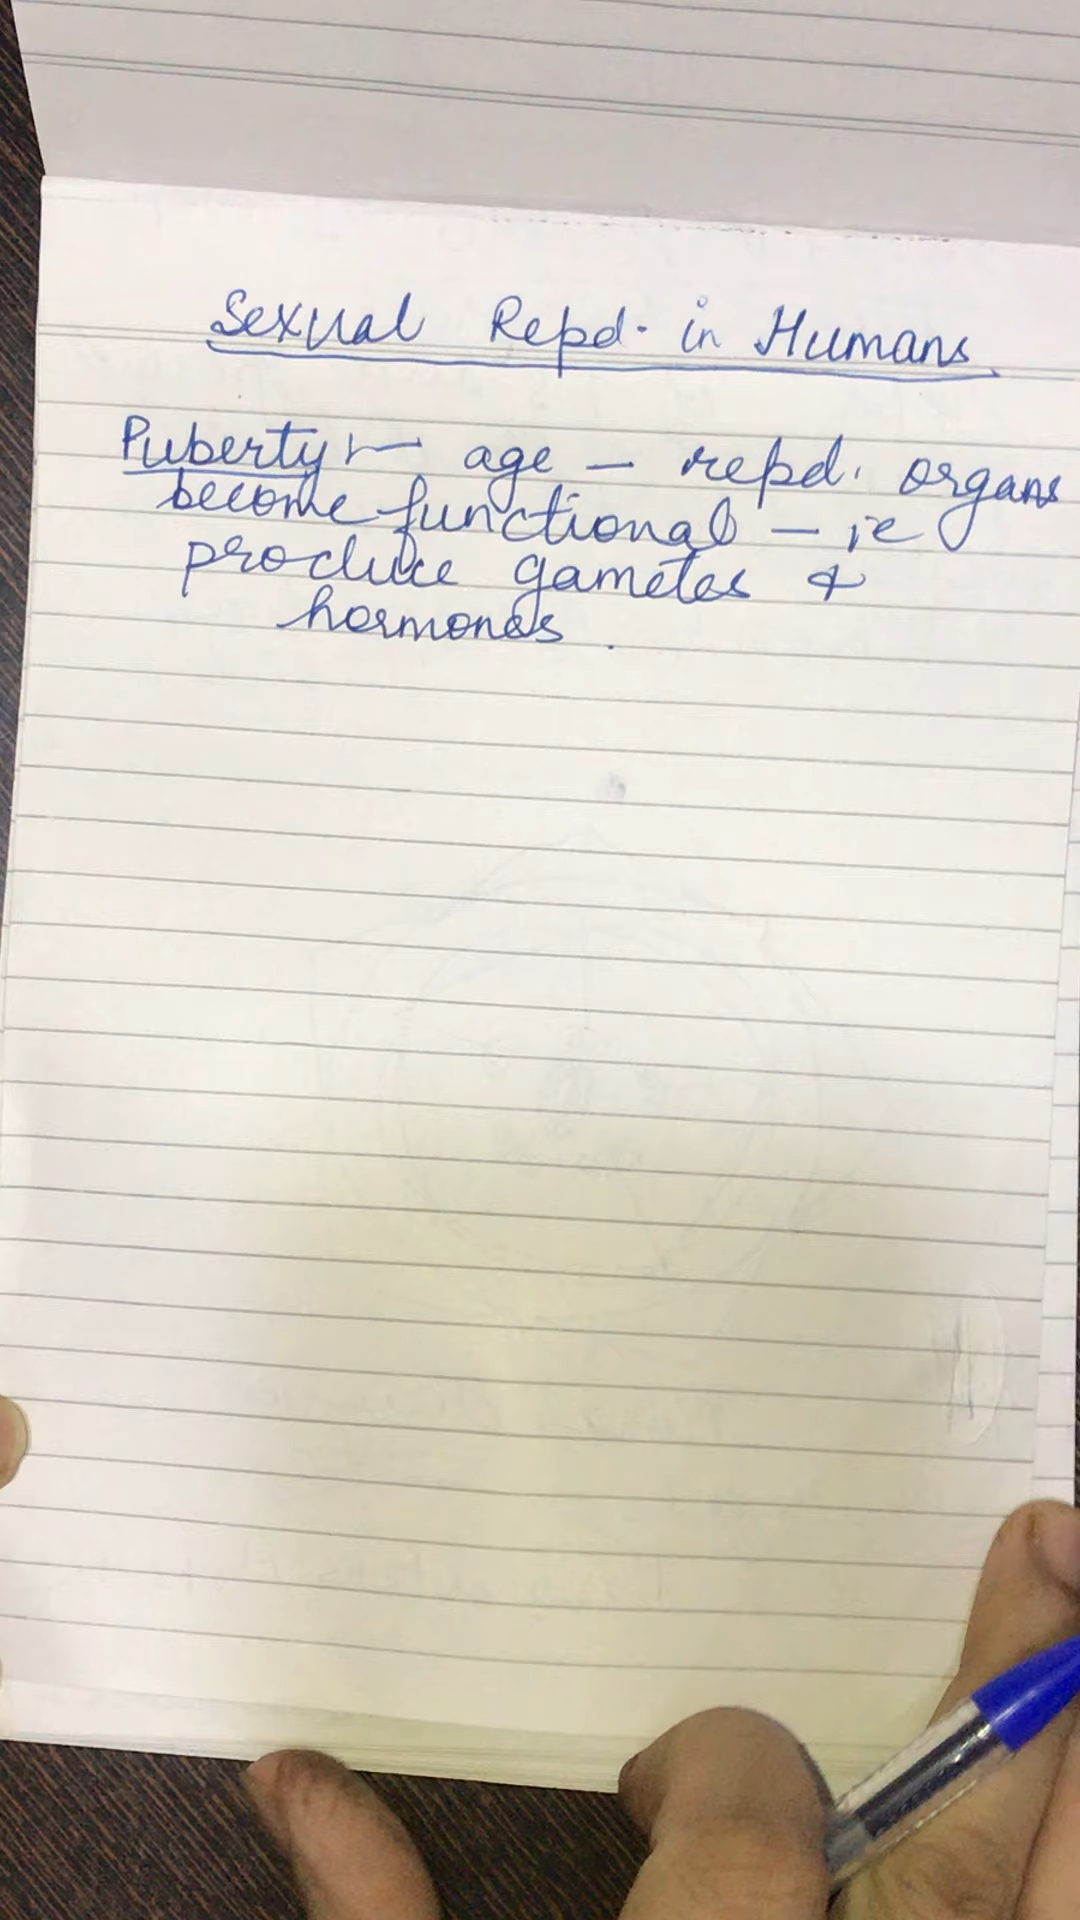 Sexual Repd. in Humans
Puberty :- age - repd. organs
become functional - ie
produce gametes &
hormones.